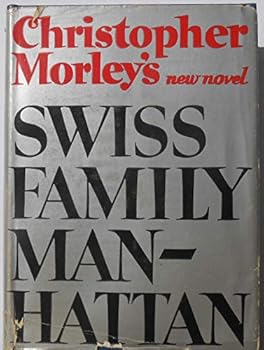 Christopher
Morley's new novel
SWISS
FAMILY
MAN–
HATTAN